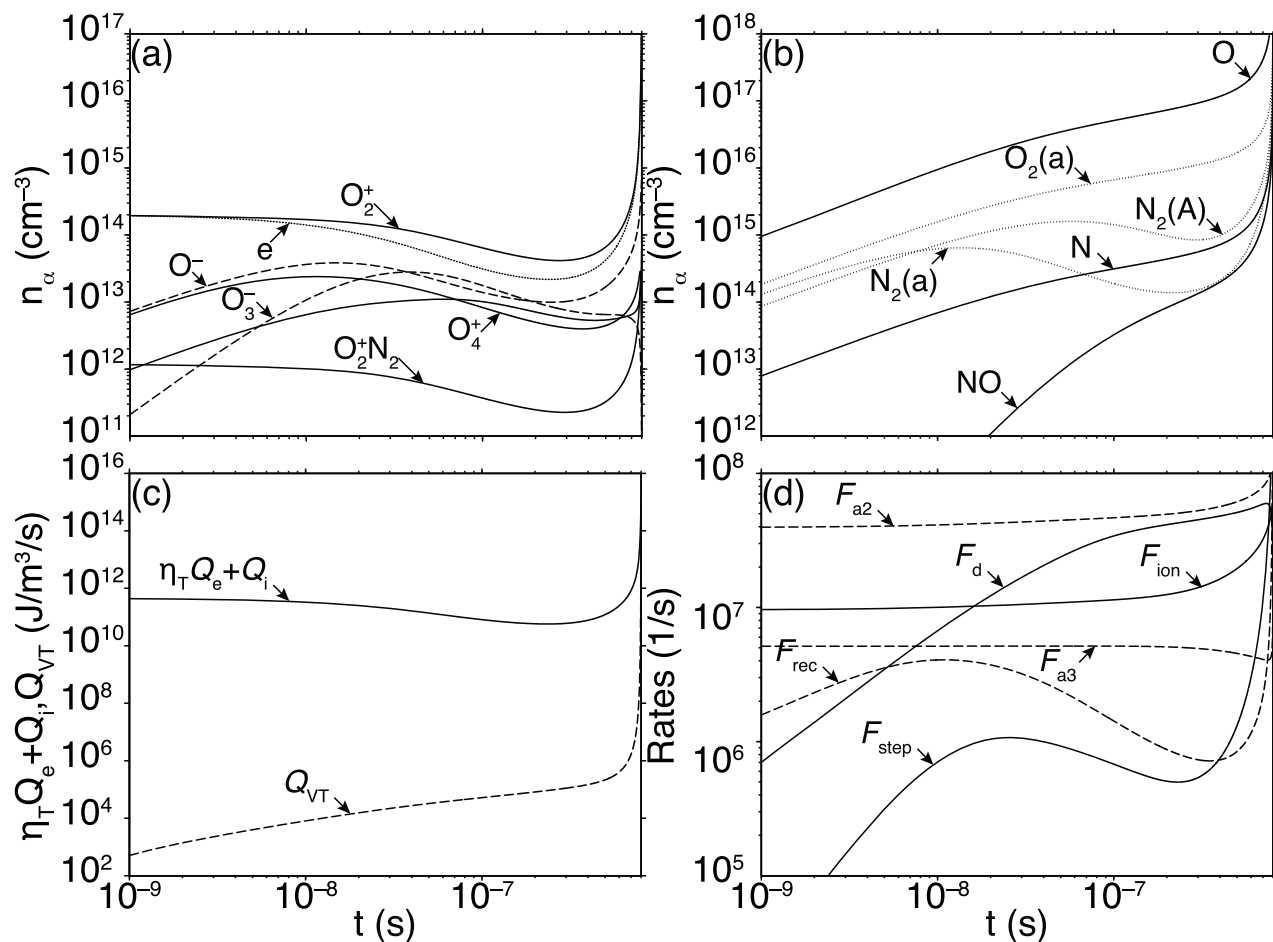 (a)
10¹⁷
10¹⁶
10¹⁵
10¹⁴
10¹³
10¹²
10¹¹
n_α (cm⁻³)
O₂⁺
e
O⁻
O₃⁻
O₄⁺
O₂⁺N₂
(b)
10¹⁸
10¹⁷
10¹⁶
10¹⁵
10¹⁴
10¹³
10¹²
n_α (cm⁻³)
O
O₂(a)
N₂(A)
N
N₂(a)
NO
(c)
10¹⁶
10¹⁴
10¹²
10¹⁰
10⁸
10⁶
10⁴
10²
η_TQ_e+Q_i,Q_VT (J/m³/s)
η_TQ_e+Q_i
Q_VT
10⁻⁹
10⁻⁸
10⁻⁷
t (s)
(d)
10⁸
10⁷
10⁶
10⁵
Rates (1/s)
F_a2
F_d
F_ion
F_rec
F_a3
F_step
10⁻⁹
10⁻⁸
10⁻⁷
t (s)